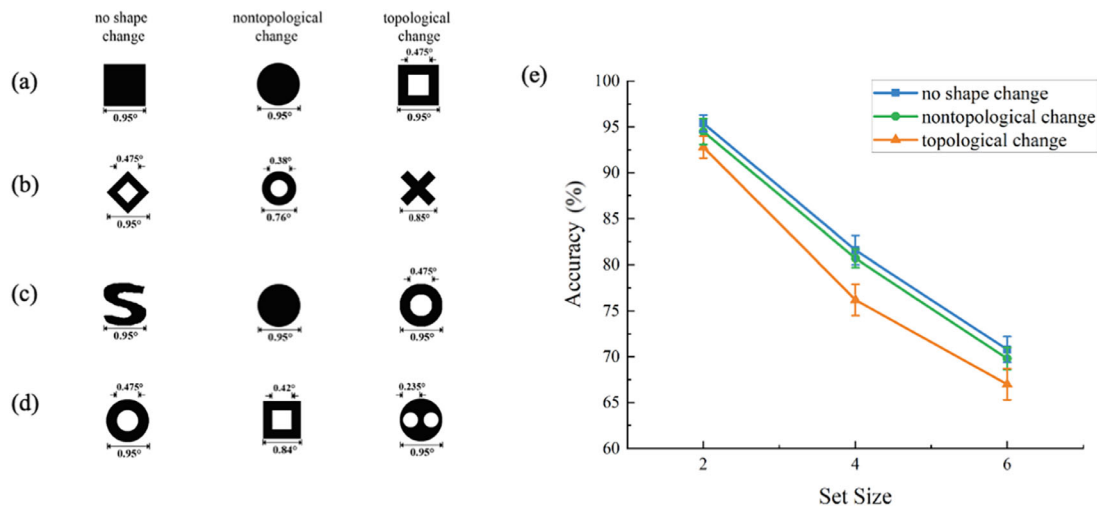 no shape
change
nontopological
change
topological
change
(a)
0.95°
0.95°
0.475°
0.95°
(b)
0.475°
0.95°
0.38°
0.76°
0.85°
(c)
0.95°
0.95°
0.475°
0.95°
(d)
0.475°
0.95°
0.42°
0.84°
0.235°
0.95°
(e)
no shape change
nontopological change
topological change
Accuracy (%)
100
95
90
85
80
75
70
65
60
2 4 6
Set Size